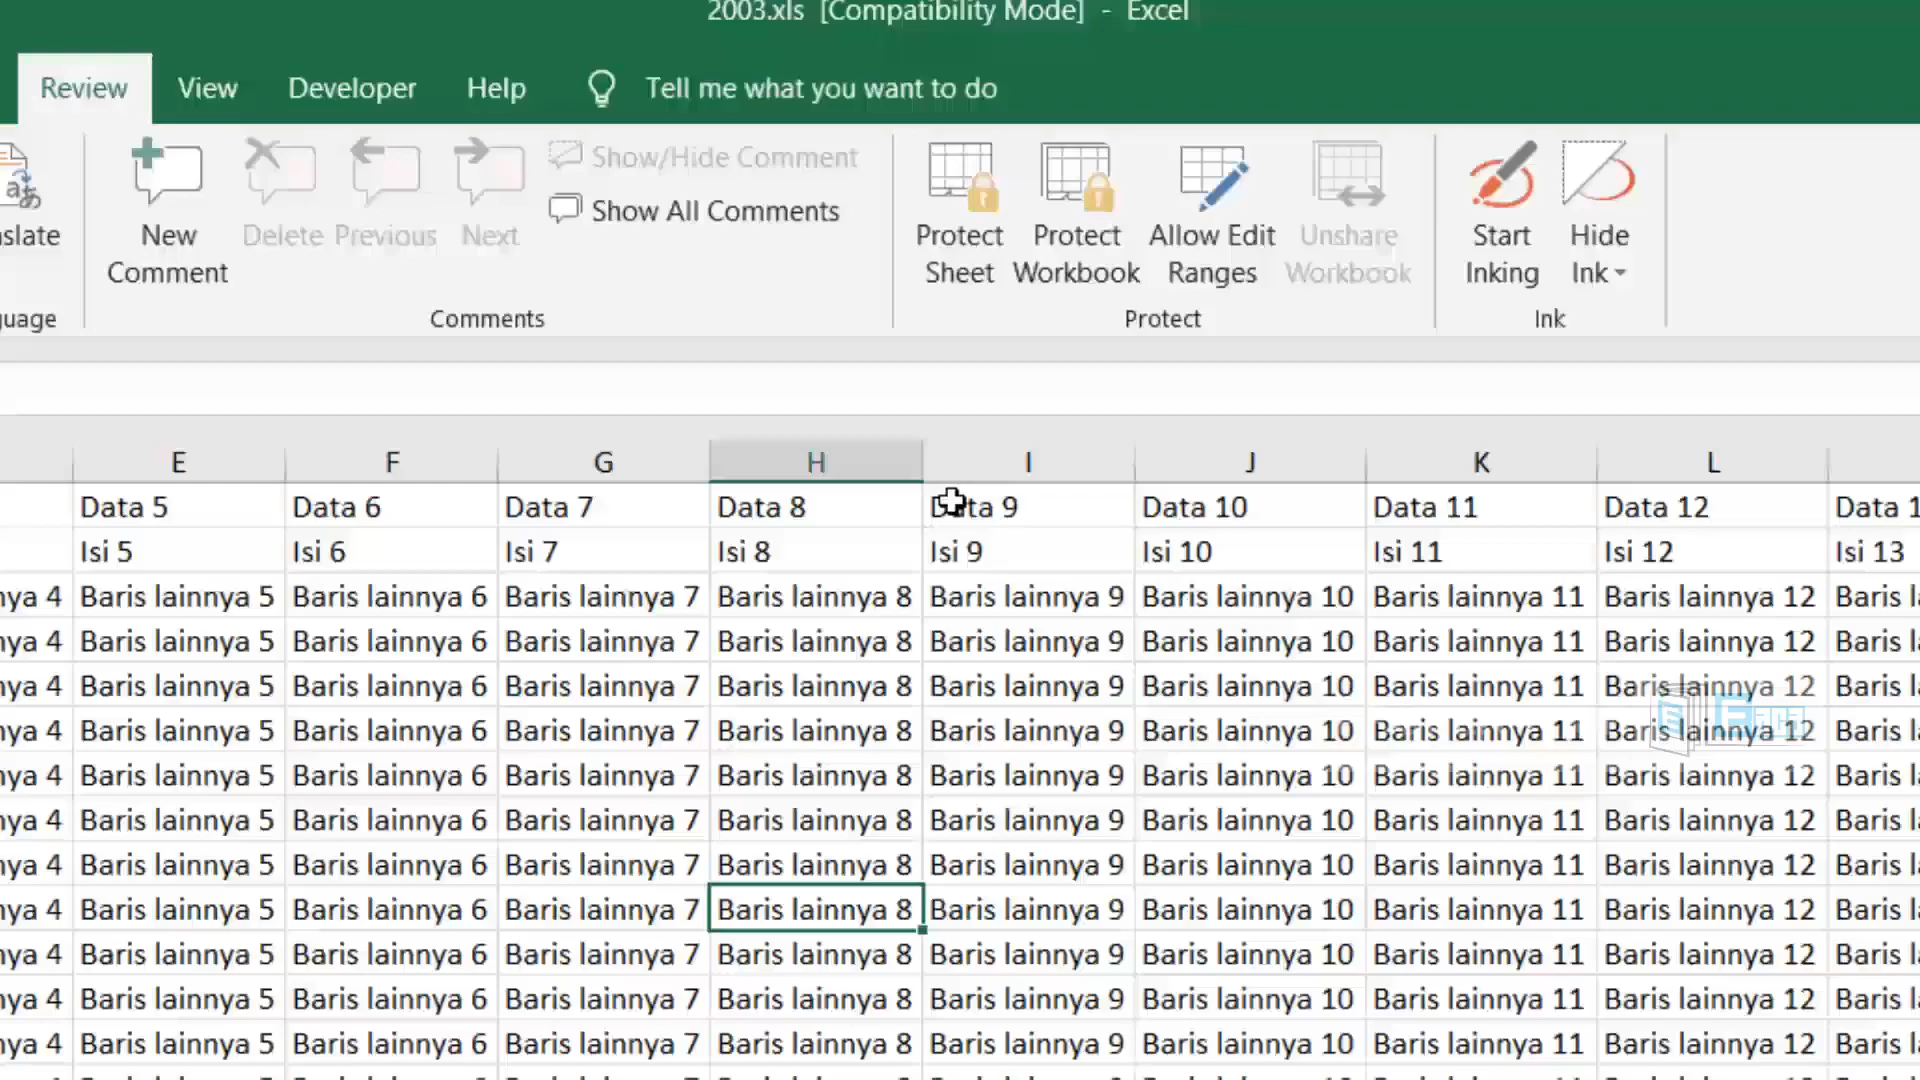 2003.xls [Compatibility Mode] - Excel
Review View Developer Help Tell me what you want to do
slate
New Comment
Delete
Previous
Next
Show/Hide Comment
Show All Comments
Protect Sheet
Protect Workbook
Allow Edit Ranges
Unshare Workbook
Start Inking
Hide Ink
guage
Comments
Protect
Ink
E F G H I J K L
Data 5 Data 6 Data 7 Data 8 Data 9 Data 10 Data 11 Data 12 Data 1
Isi 5 Isi 6 Isi 7 Isi 8 Isi 9 Isi 10 Isi 11 Isi 12 Isi 13
nya 4 Baris lainnya 5 Baris lainnya 6 Baris lainnya 7 Baris lainnya 8 Baris lainnya 9 Baris lainnya 10 Baris lainnya 11 Baris lainnya 12 Baris l
nya 4 Baris lainnya 5 Baris lainnya 6 Baris lainnya 7 Baris lainnya 8 Baris lainnya 9 Baris lainnya 10 Baris lainnya 11 Baris lainnya 12 Baris l
nya 4 Baris lainnya 5 Baris lainnya 6 Baris lainnya 7 Baris lainnya 8 Baris lainnya 9 Baris lainnya 10 Baris lainnya 11 Baris lainnya 12 Baris l
nya 4 Baris lainnya 5 Baris lainnya 6 Baris lainnya 7 Baris lainnya 8 Baris lainnya 9 Baris lainnya 10 Baris lainnya 11 Baris lainnya 12 Baris l
nya 4 Baris lainnya 5 Baris lainnya 6 Baris lainnya 7 Baris lainnya 8 Baris lainnya 9 Baris lainnya 10 Baris lainnya 11 Baris lainnya 12 Baris l
nya 4 Baris lainnya 5 Baris lainnya 6 Baris lainnya 7 Baris lainnya 8 Baris lainnya 9 Baris lainnya 10 Baris lainnya 11 Baris lainnya 12 Baris l
nya 4 Baris lainnya 5 Baris lainnya 6 Baris lainnya 7 Baris lainnya 8 Baris lainnya 9 Baris lainnya 10 Baris lainnya 11 Baris lainnya 12 Baris l
nya 4 Baris lainnya 5 Baris lainnya 6 Baris lainnya 7 Baris lainnya 8 Baris lainnya 9 Baris lainnya 10 Baris lainnya 11 Baris lainnya 12 Baris l
nya 4 Baris lainnya 5 Baris lainnya 6 Baris lainnya 7 Baris lainnya 8 Baris lainnya 9 Baris lainnya 10 Baris lainnya 11 Baris lainnya 12 Baris l
nya 4 Baris lainnya 5 Baris lainnya 6 Baris lainnya 7 Baris lainnya 8 Baris lainnya 9 Baris lainnya 10 Baris lainnya 11 Baris lainnya 12 Baris l
nya 4 Baris lainnya 5 Baris lainnya 6 Baris lainnya 7 Baris lainnya 8 Baris lainnya 9 Baris lainnya 10 Baris lainnya 11 Baris lainnya 12 Baris l